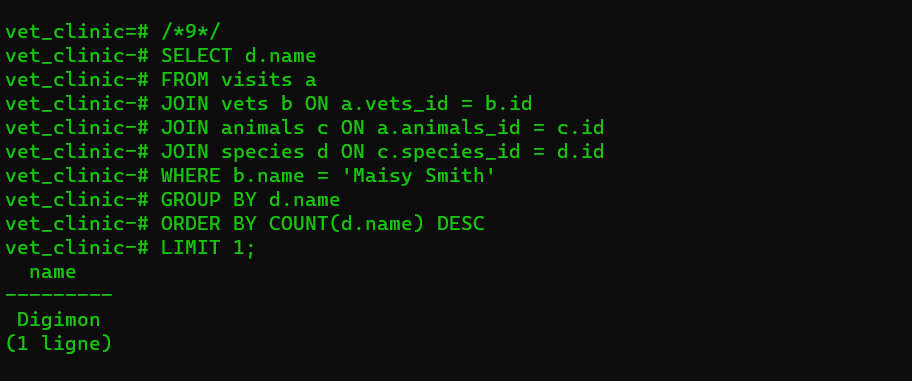 vet_clinic=# /*9*/
vet_clinic-# SELECT d.name
vet_clinic-# FROM visits a
vet_clinic-# JOIN vets b ON a.vets_id = b.id
vet_clinic-# JOIN animals c ON a.animals_id = c.id
vet_clinic-# JOIN species d ON c.species_id = d.id
vet_clinic-# WHERE b.name = 'Maisy Smith'
vet_clinic-# GROUP BY d.name
vet_clinic-# ORDER BY COUNT(d.name) DESC
vet_clinic-# LIMIT 1;
  name
---------
 Digimon
(1 ligne)